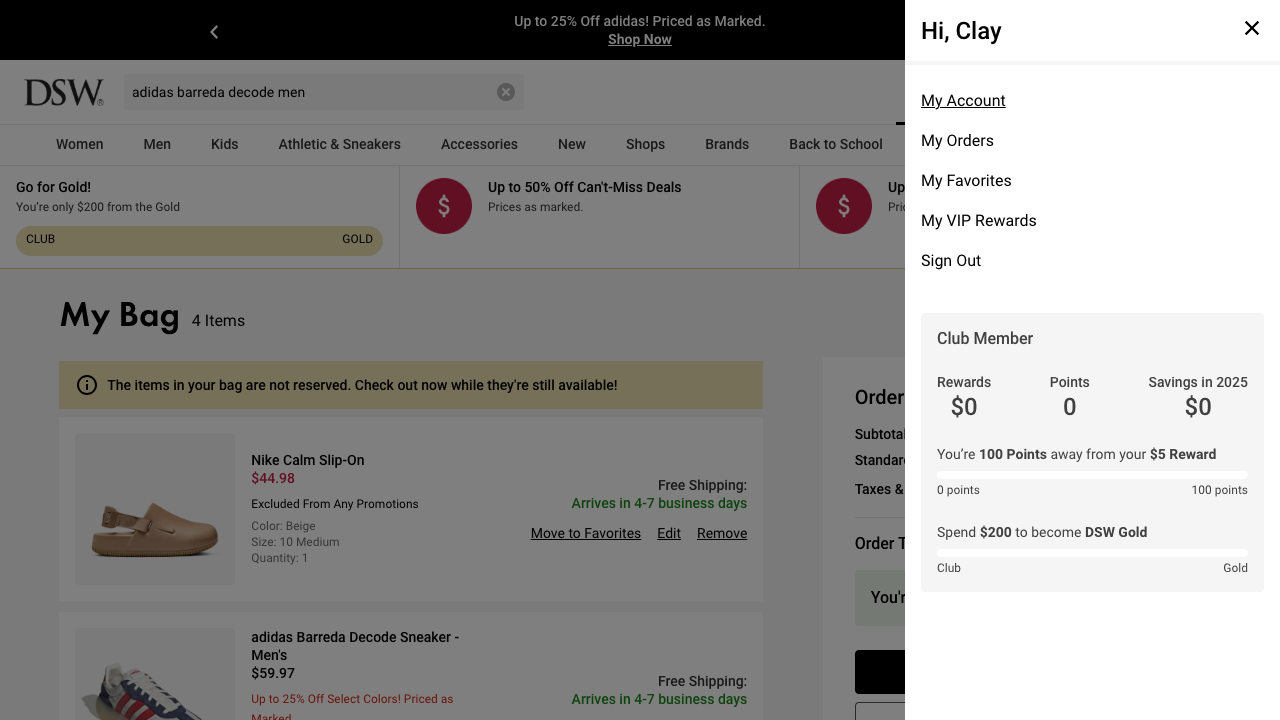 Up to 25% Off adidas! Priced as Marked.
Shop Now
DSW®
adidas barreda decode men
Women Men Kids Athletic & Sneakers Accessories New Shops Brands Back to School
Go for Gold!
You're only $200 from the Gold
CLUB GOLD
$
Up to 50% Off Can't-Miss Deals
Prices as marked.
$
Up
My Bag 4 Items
The items in your bag are not reserved. Check out now while they're still available!
Nike Calm Slip-On
$44.98
Excluded From Any Promotions
Color: Beige
Size: 10 Medium
Quantity: 1
Free Shipping:
Arrives in 4-7 business days
Move to Favorites Edit Remove
adidas Barreda Decode Sneaker -
Men's
$59.97
Up to 25% Off Select Colors! Priced as
Marked
Free Shipping:
Arrives in 4-7 business days
Order
Taxes &
Order
Hi, Clay
My Account
My Orders
My Favorites
My VIP Rewards
Sign Out
Club Member
Rewards Points Savings in 2025
$0 0 $0
You're 100 Points away from your $5 Reward
0 points 100 points
Spend $200 to become DSW Gold
Club Gold